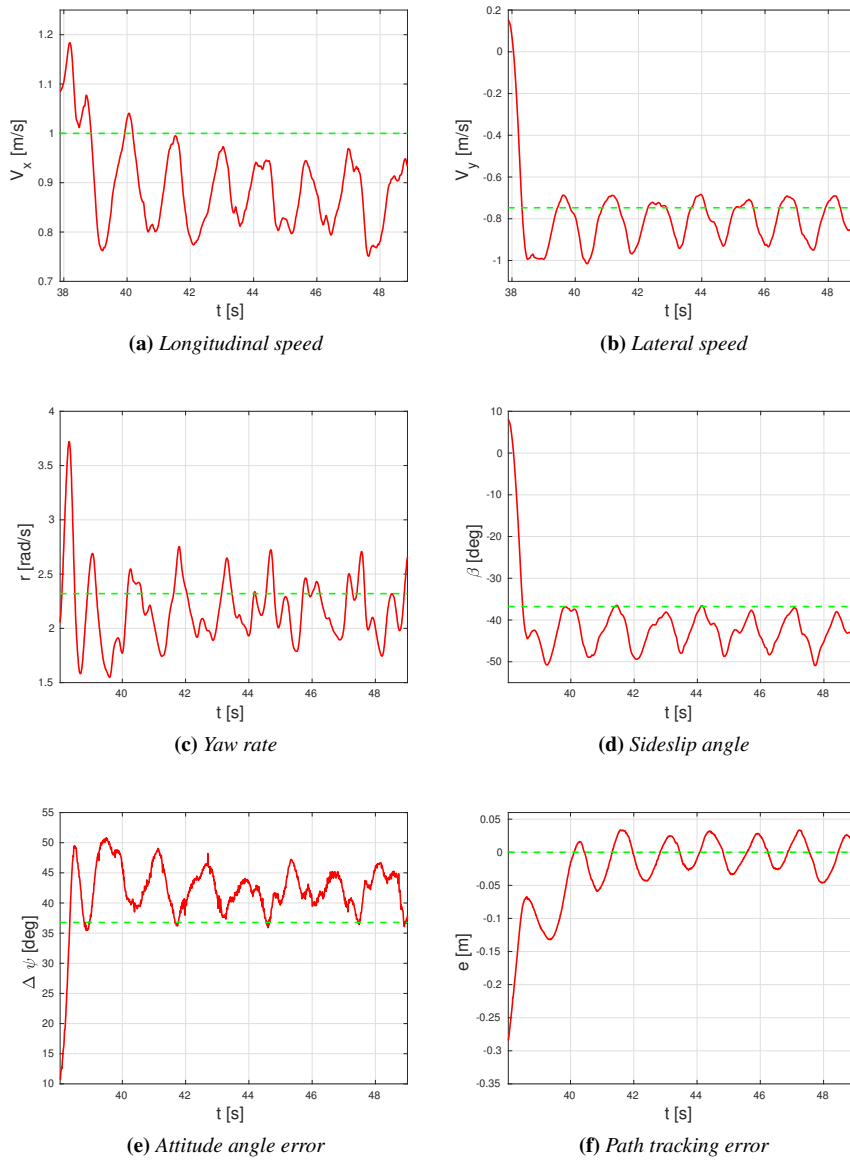 1.2
1.1
1
0.9
0.8
0.7
V_x [m/s]
38 40 42 44 46 48
t [s]
(a) Longitudinal speed
0.2
0
-0.2
-0.4
-0.6
-0.8
-1
V_y [m/s]
38 40 42 44 46 48
t [s]
(b) Lateral speed
4
3.5
3
2.5
2
1.5
r [rad/s]
40 42 44 46 48
t [s]
(c) Yaw rate
10
0
-10
-20
-30
-40
-50
β [deg]
40 42 44 46 48
t [s]
(d) Sideslip angle
55
50
45
40
35
30
25
20
15
10
Δ ψ [deg]
40 42 44 46 48
t [s]
(e) Attitude angle error
0.05
0
-0.05
-0.1
-0.15
-0.2
-0.25
-0.3
-0.35
e [m]
40 42 44 46 48
t [s]
(f) Path tracking error